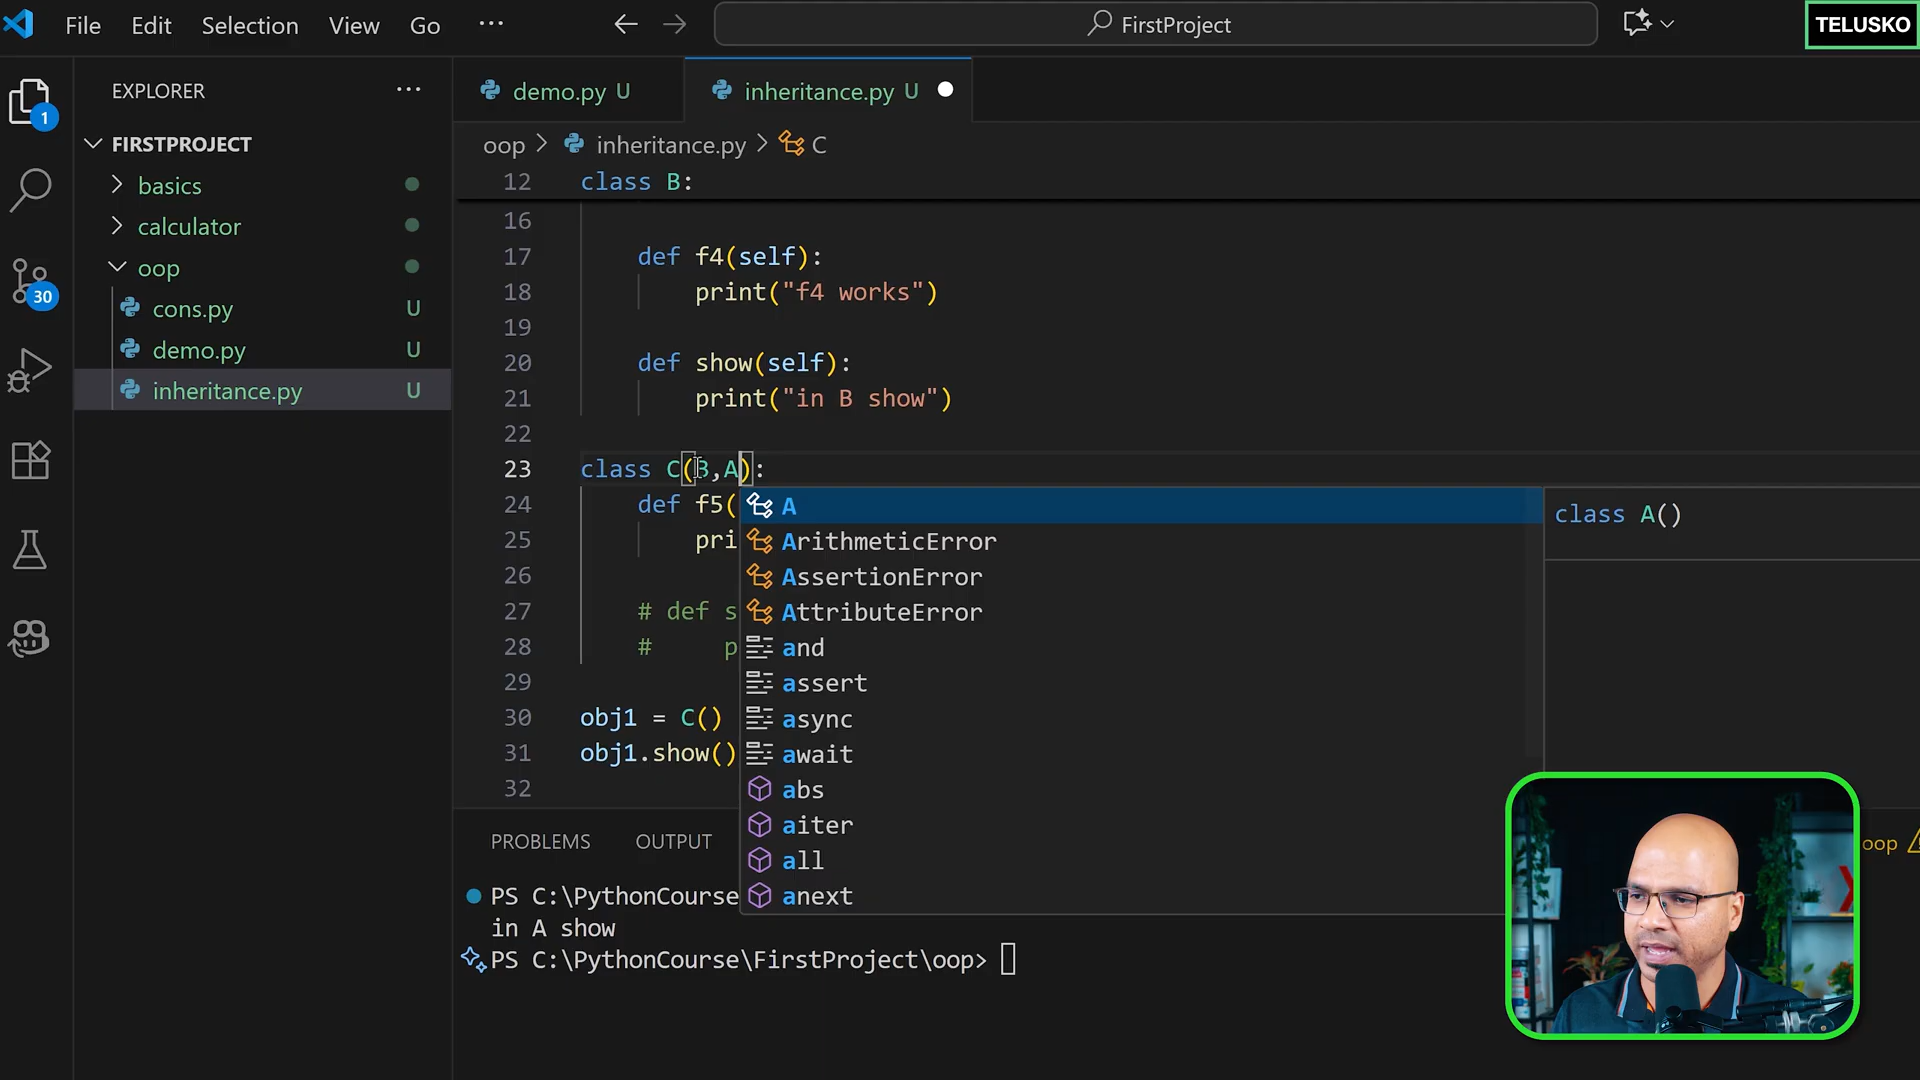 File Edit Selection View Go ···
FirstProject
TELUSKO
EXPLORER ···
1
FIRSTPROJECT
basics
calculator
oop
cons.py U
demo.py U
inheritance.py U
30
demo.py U
inheritance.py U
oop > inheritance.py > C
12 class B:
16
17 def f4(self):
18 print("f4 works")
19
20 def show(self):
21 print("in B show")
22
23 class C(B,A):
24 def f5(
25 pri
26
27 # def s
28 # p
29
30 obj1 = C()
31 obj1.show()
32
A
ArithmeticError
AssertionError
AttributeError
and
assert
async
await
abs
aiter
all
anext
class A()
PROBLEMS OUTPUT
oop
PS C:\PythonCourse
in A show
PS C:\PythonCourse\FirstProject\oop>